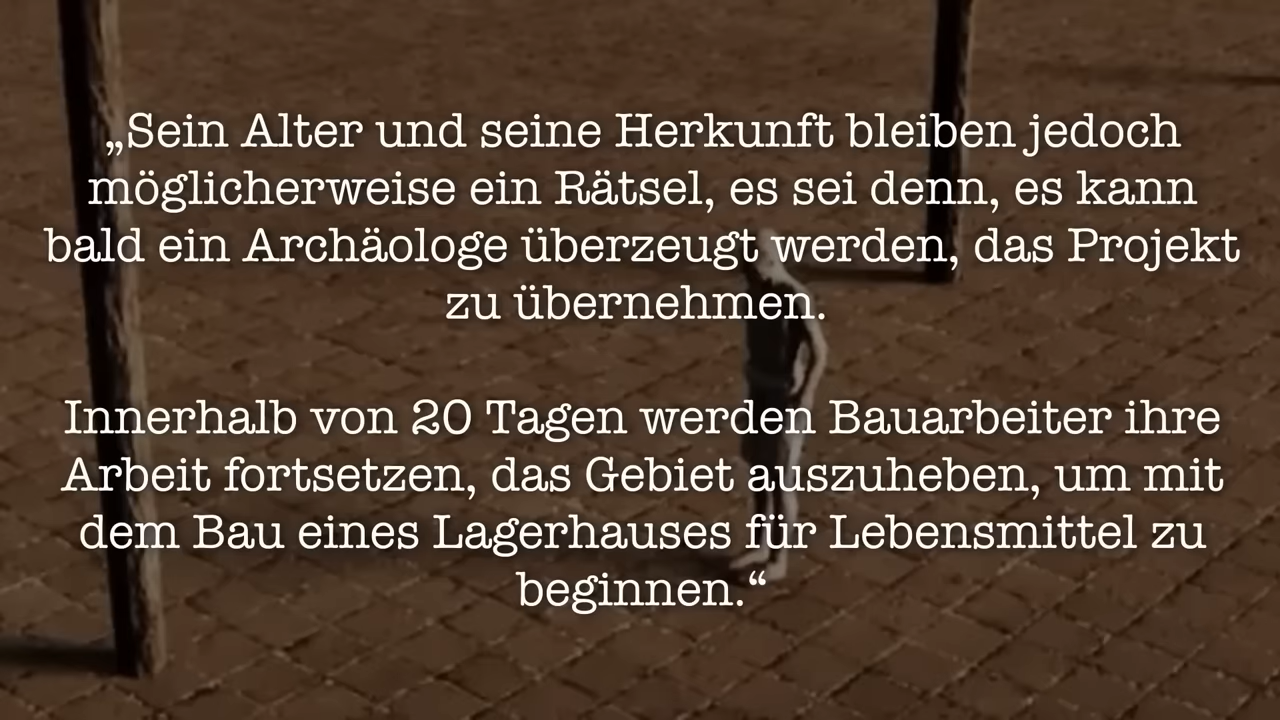 „Sein Alter und seine Herkunft bleiben jedoch
möglicherweise ein Rätsel, es sei denn, es kann
bald ein Archäologe überzeugt werden, das Projekt
zu übernehmen.
Innerhalb von 20 Tagen werden Bauarbeiter ihre
Arbeit fortsetzen, das Gebiet auszuheben, um mit
dem Bau eines Lagerhauses für Lebensmittel zu
beginnen.“